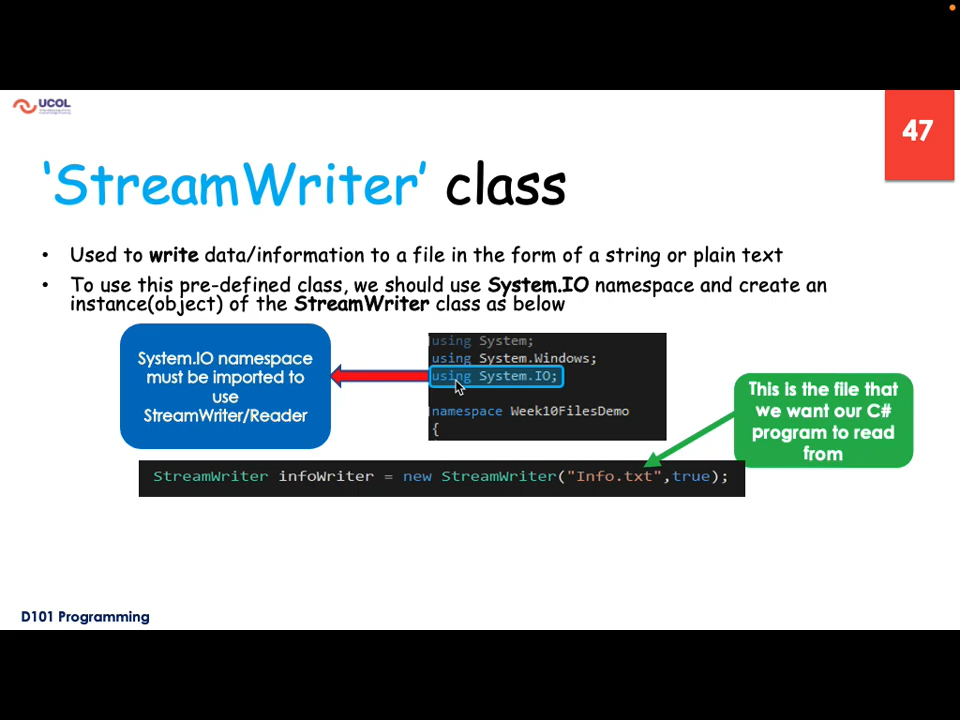 UCOL
47
‘StreamWriter’ class
• Used to write data/information to a file in the form of a string or plain text
• To use this pre-defined class, we should use System.IO namespace and create an
instance(object) of the StreamWriter class as below
System.IO namespace
must be imported to
use
StreamWriter/Reader
using System;
using System.Windows;
using System.IO;
namespace Week10FilesDemo
{
This is the file that
we want our C#
program to read
from
StreamWriter infoWriter = new StreamWriter("Info.txt",true);
D101 Programming